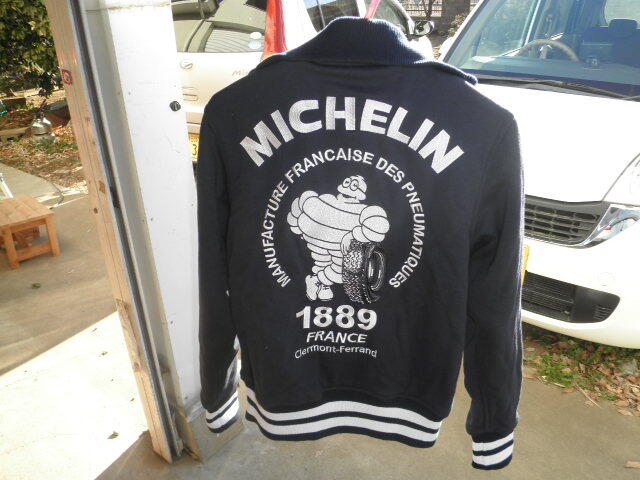 MICHELIN
MANUFACTURE FRANCAISE DES PNEUMATIQUES
1889
FRANCE
Clermont-Ferrand